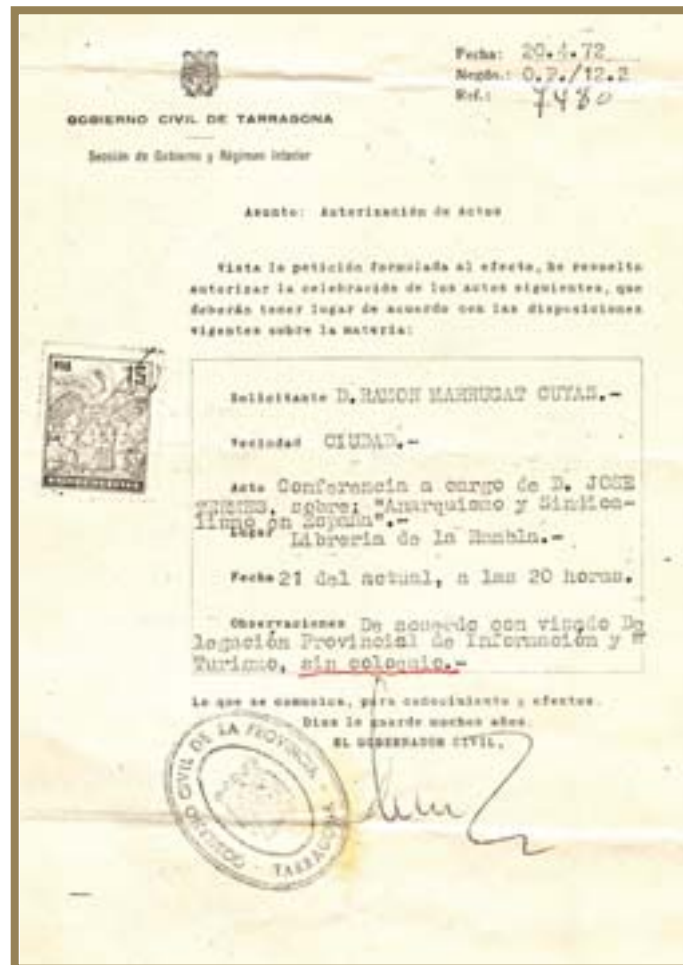 Fecha: 20.4.72
Negdo.: O.P./12.2
Ref.: 7480
GOBIERNO CIVIL DE TARRAGONA
Sección de Gobierno y Régimen Interior
Asunto: Autorización de Actos
Vista la petición formulada al efecto, he resuelto
autorizar la celebración de los actos siguientes, que
deberán tener lugar de acuerdo con las disposiciones
vigentes sobre la materia:
15
Solicitante D. RAMON MARRUGAT CUYAS.-
Vecindad CIUDAD.-
Acto Conferencia a cargo de D. JOSE
TERMES, sobre: "Anarquismo y Sindica-
lismo en España".-
Lugar Libreria de la Rambla.-
Fecha 21 del actual, a las 20 horas.
Observaciones De acuerdo con visado De
legación Provincial de Información y
Turismo, sin coloquio.-
Lo que se comunica, para conocimiento y efectos.
Dios le guarde muchos años.
EL GOBERNADOR CIVIL,
GOBIERNO CIVIL DE LA PROVINCIA - TARRAGONA -